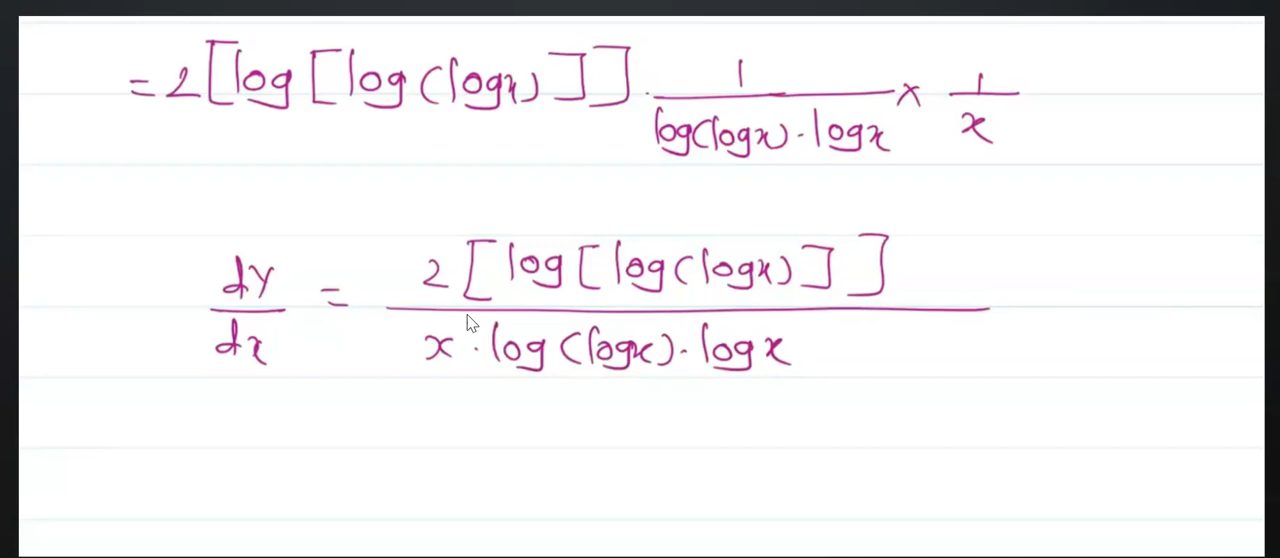 = 2 [log [log (logx)]] . 1/(log(logx) · logx) × 1/x
dy/dx = 2 [log [log (logx)]] / (x · log (logx) · logx)